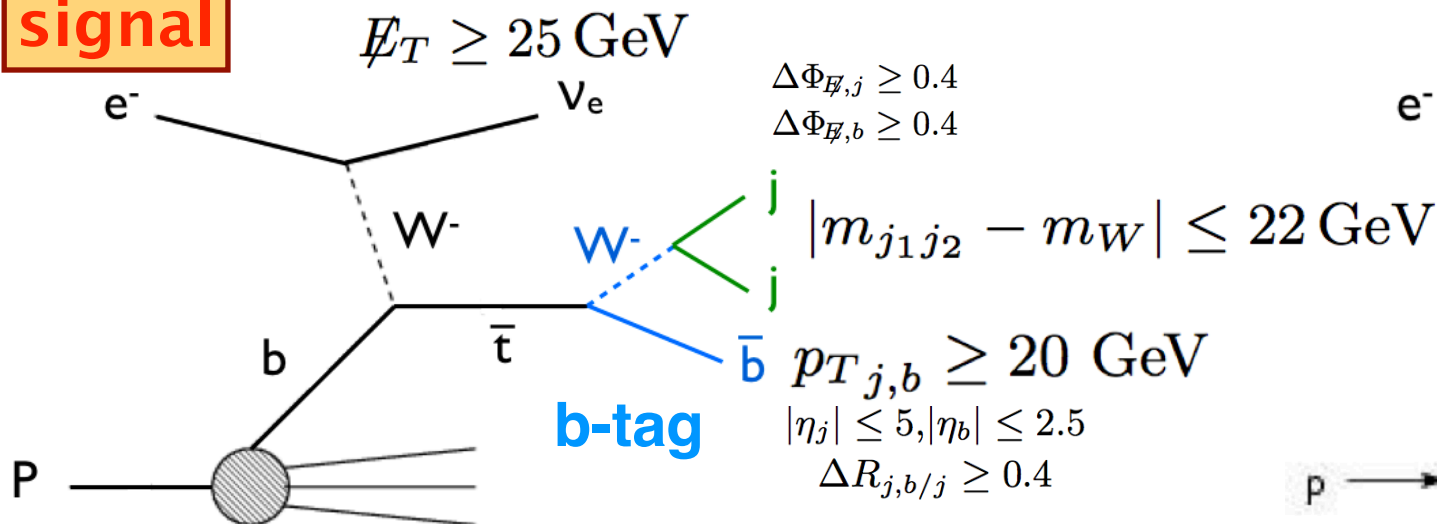 signal
E̸_T ≥ 25 GeV
ΔΦ_{E̸,j} ≥ 0.4
ΔΦ_{E̸,b} ≥ 0.4
e⁻
ν_e
e⁻
j
W⁻
W⁻
|m_{j₁j₂} − m_W| ≤ 22 GeV
j
b
t̄
b̄
p_{T j,b} ≥ 20 GeV
b-tag
|η_j| ≤ 5,|η_b| ≤ 2.5
ΔR_{j,b/j} ≥ 0.4
P
p